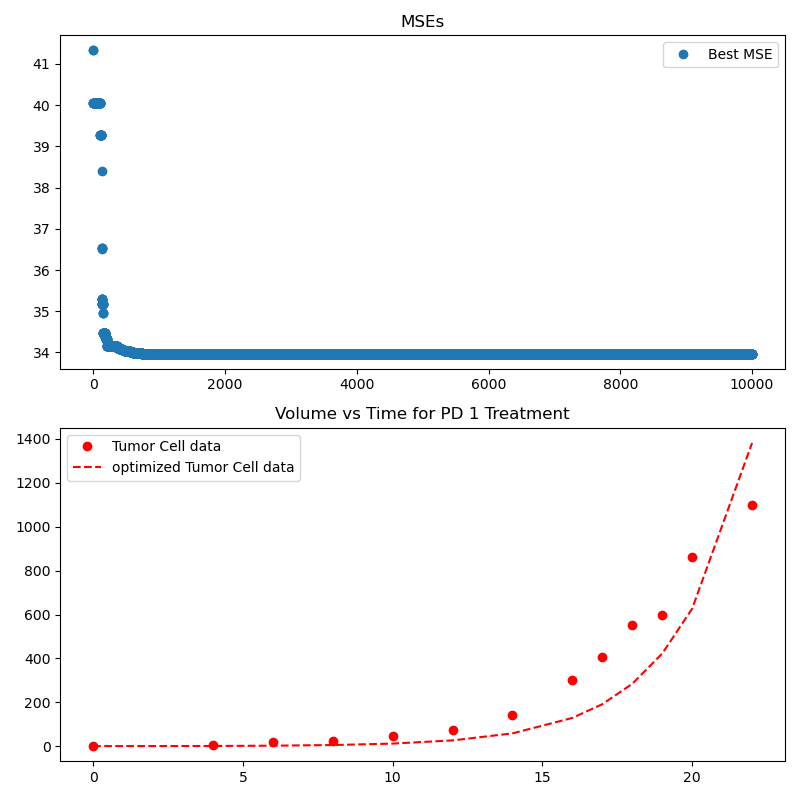 MSEs
Best MSE
41
40
39
38
37
36
35
34
0 2000 4000 6000 8000 10000
Volume vs Time for PD 1 Treatment
Tumor Cell data
optimized Tumor Cell data
1400
1200
1000
800
600
400
200
0
0 5 10 15 20